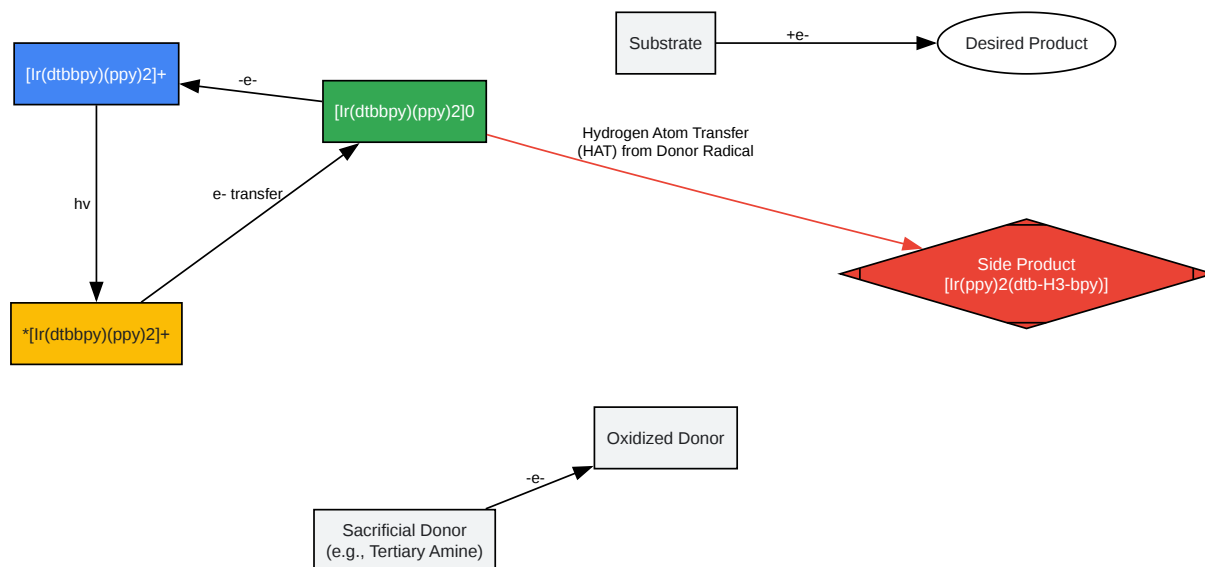 Substrate
+e-
Desired Product
[Ir(dtbbpy)(ppy)2]+
-e-
[Ir(dtbbpy)(ppy)2]0
Hydrogen Atom Transfer
(HAT) from Donor Radical
hv
e- transfer
Side Product
[Ir(ppy)2(dtb-H3-bpy)]
*[Ir(dtbbpy)(ppy)2]+
Oxidized Donor
-e-
Sacrificial Donor
(e.g., Tertiary Amine)